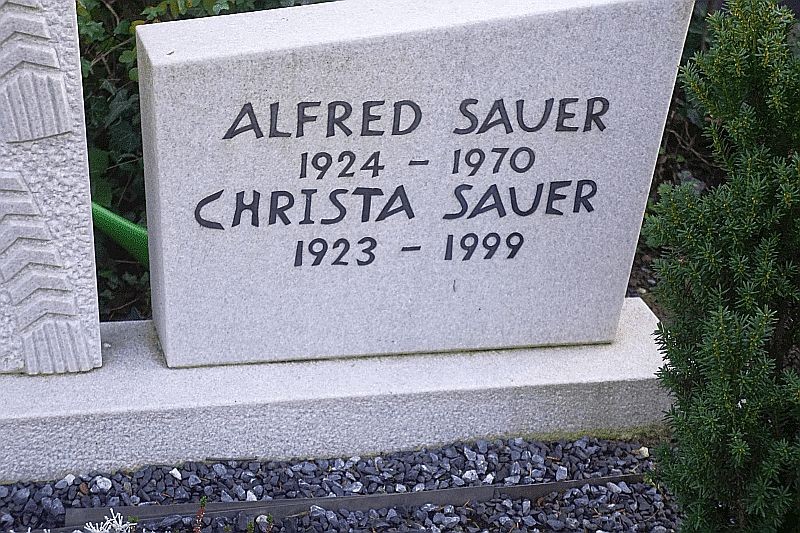 ALFRED SAUER
1924 – 1970
CHRISTA SAUER
1923 – 1999